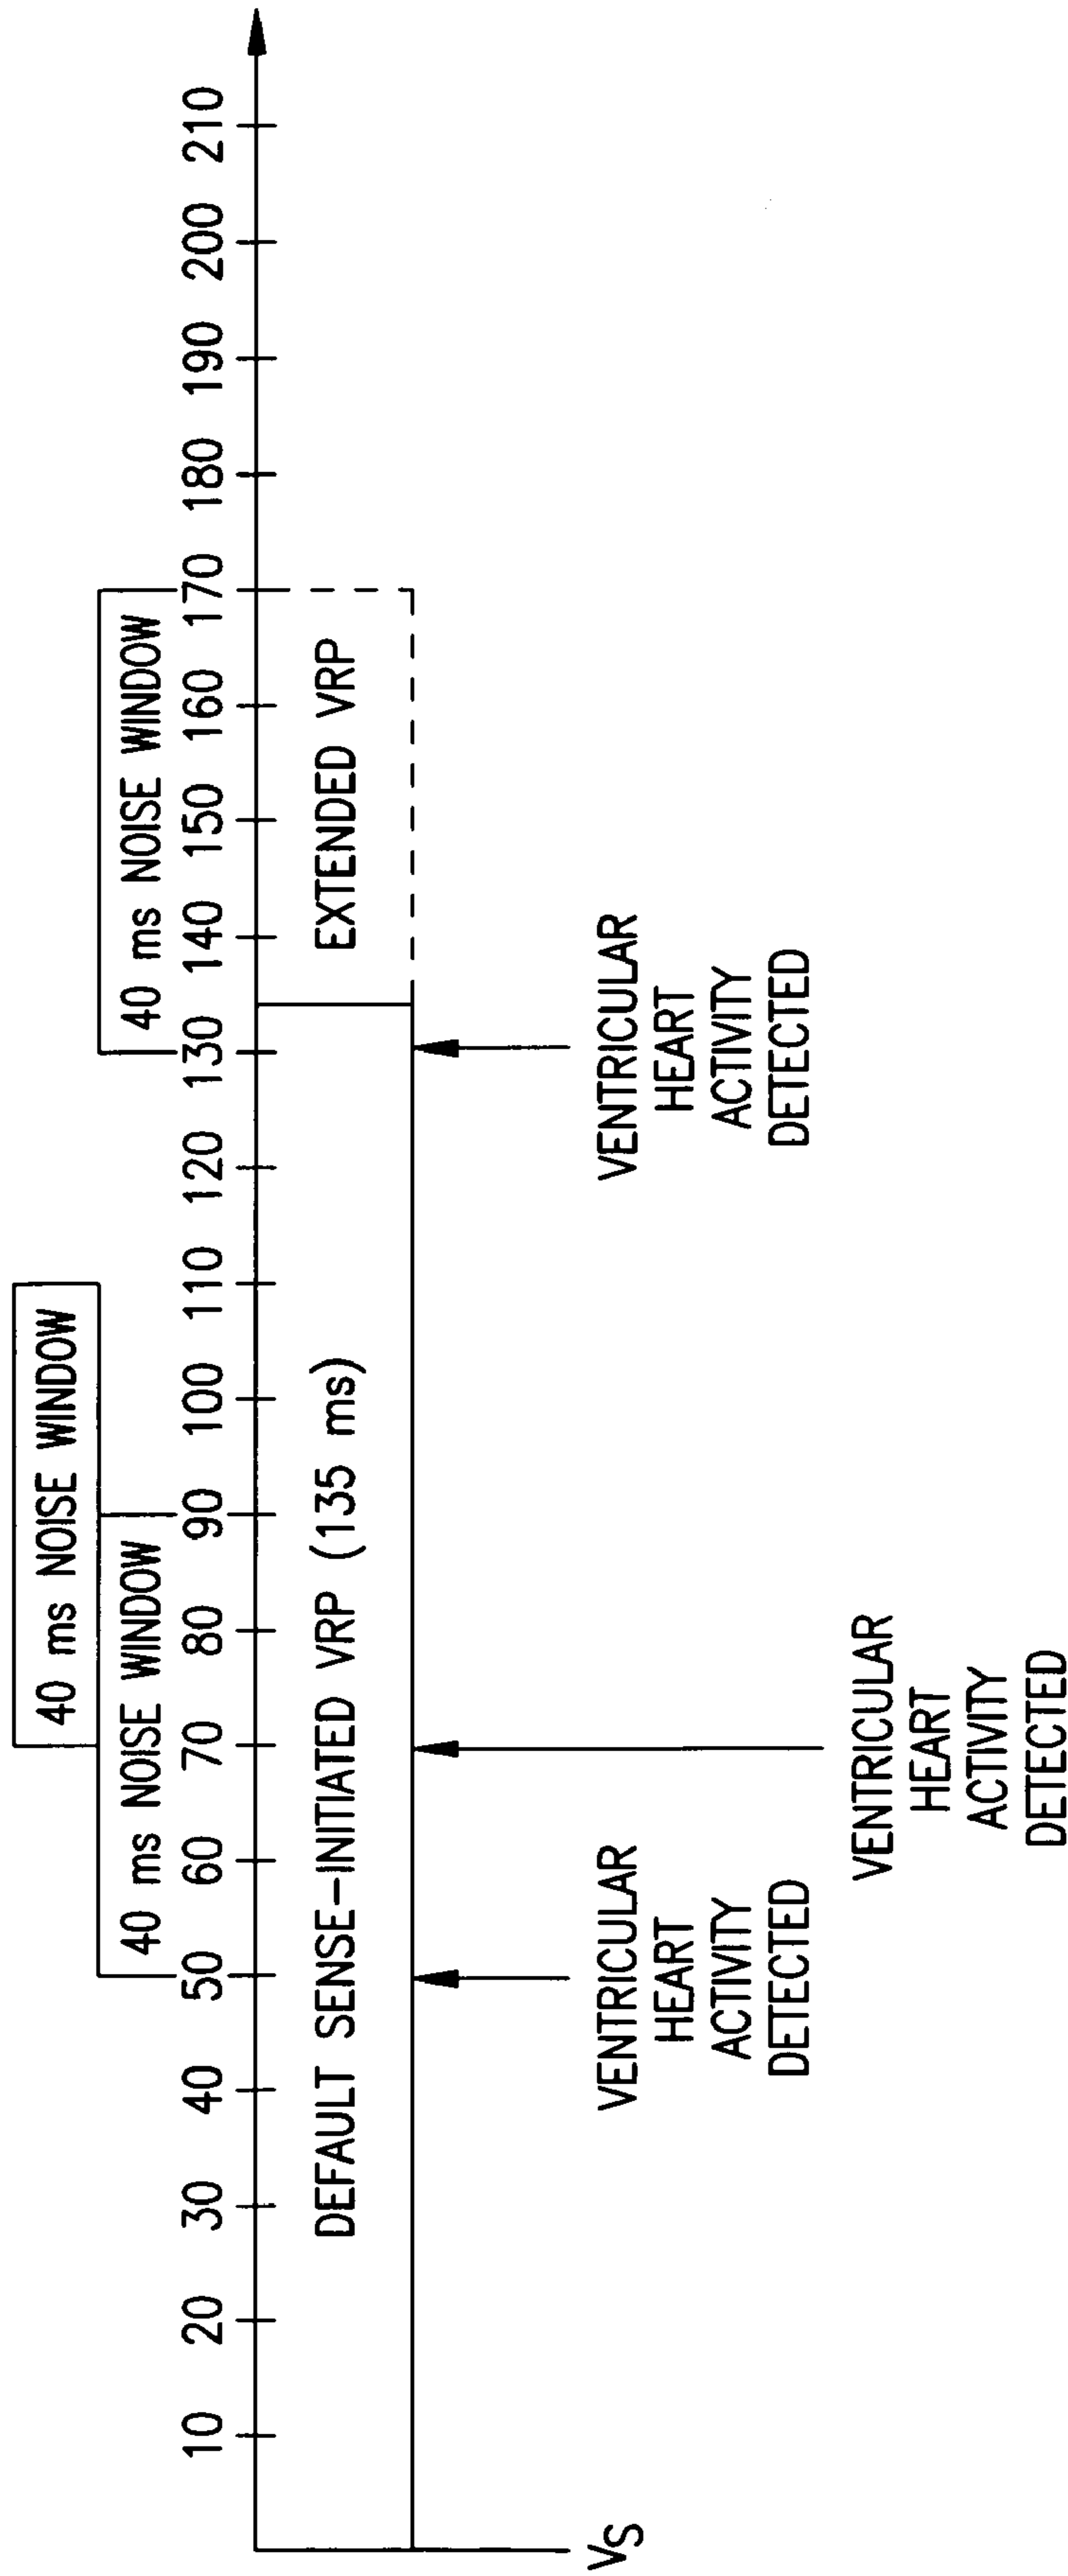 40 ms NOISE WINDOW
40 ms NOISE WINDOW
40 ms NOISE WINDOW
10 20 30 40 50 60 70 80 90 100 110 120 130 140 150 160 170 180 190 200 210
DEFAULT SENSE-INITIATED VRP (135 ms)
EXTENDED VRP
VS
VENTRICULAR
HEART
ACTIVITY
DETECTED
VENTRICULAR
HEART
ACTIVITY
DETECTED
VENTRICULAR
HEART
ACTIVITY
DETECTED